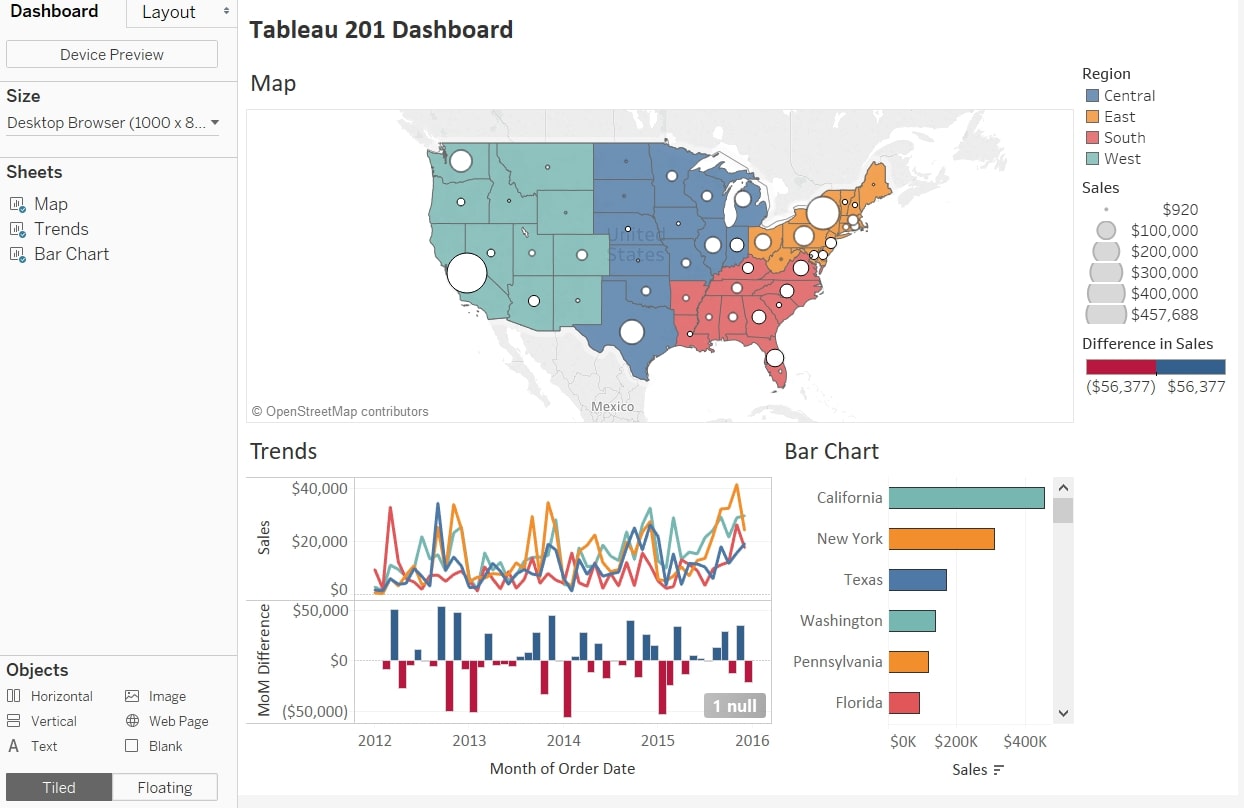 Dashboard
Layout
Device Preview
Size
Desktop Browser (1000 x 8...
Sheets
Map
Trends
Bar Chart
Objects
Horizontal
Image
Vertical
Web Page
A Text
Blank
Tiled
Floating
Tableau 201 Dashboard
Map
United
States
Mexico
© OpenStreetMap contributors
Region
Central
East
South
West
Sales
$920
$100,000
$200,000
$300,000
$400,000
$457,688
Difference in Sales
($56,377) $56,377
Trends
Sales
$40,000
$20,000
$0
MoM Difference
$50,000
$0
($50,000)
1 null
2012 2013 2014 2015 2016
Month of Order Date
Bar Chart
California
New York
Texas
Washington
Pennsylvania
Florida
$0K $200K $400K
Sales